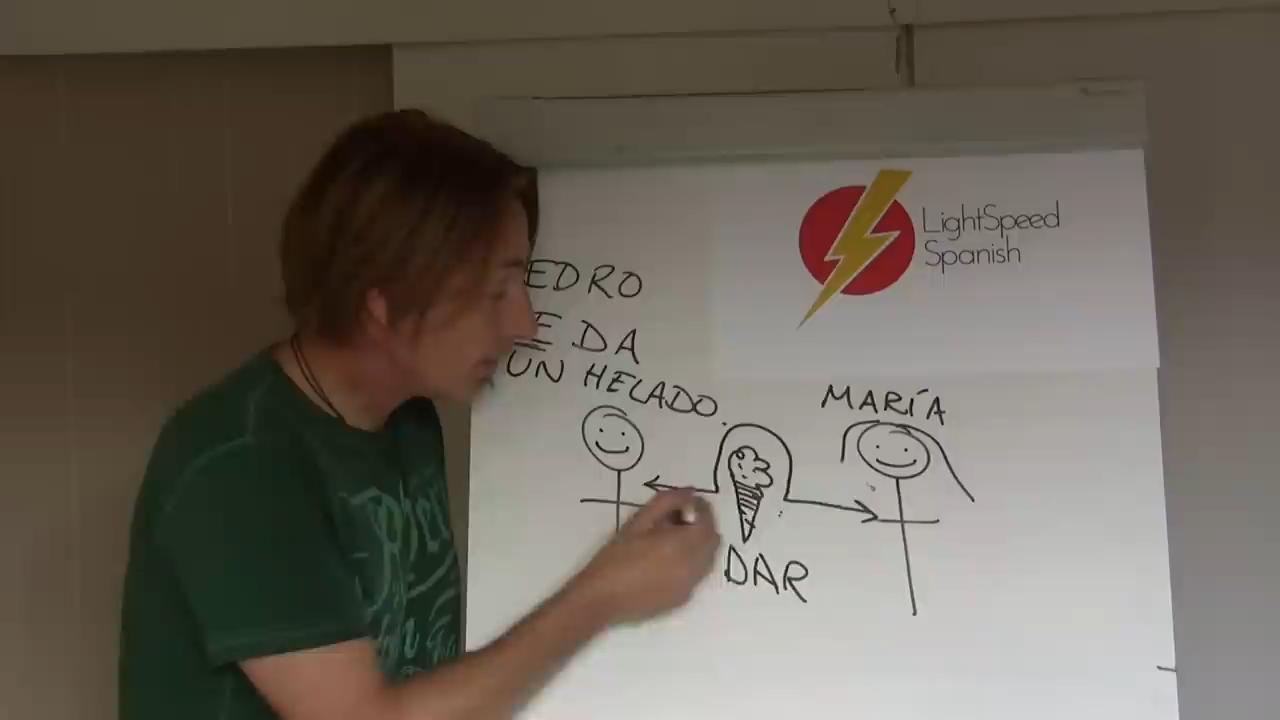 LightSpeed
Spanish
EDRO
E DA
UN HELADO.
MARÍA
DAR